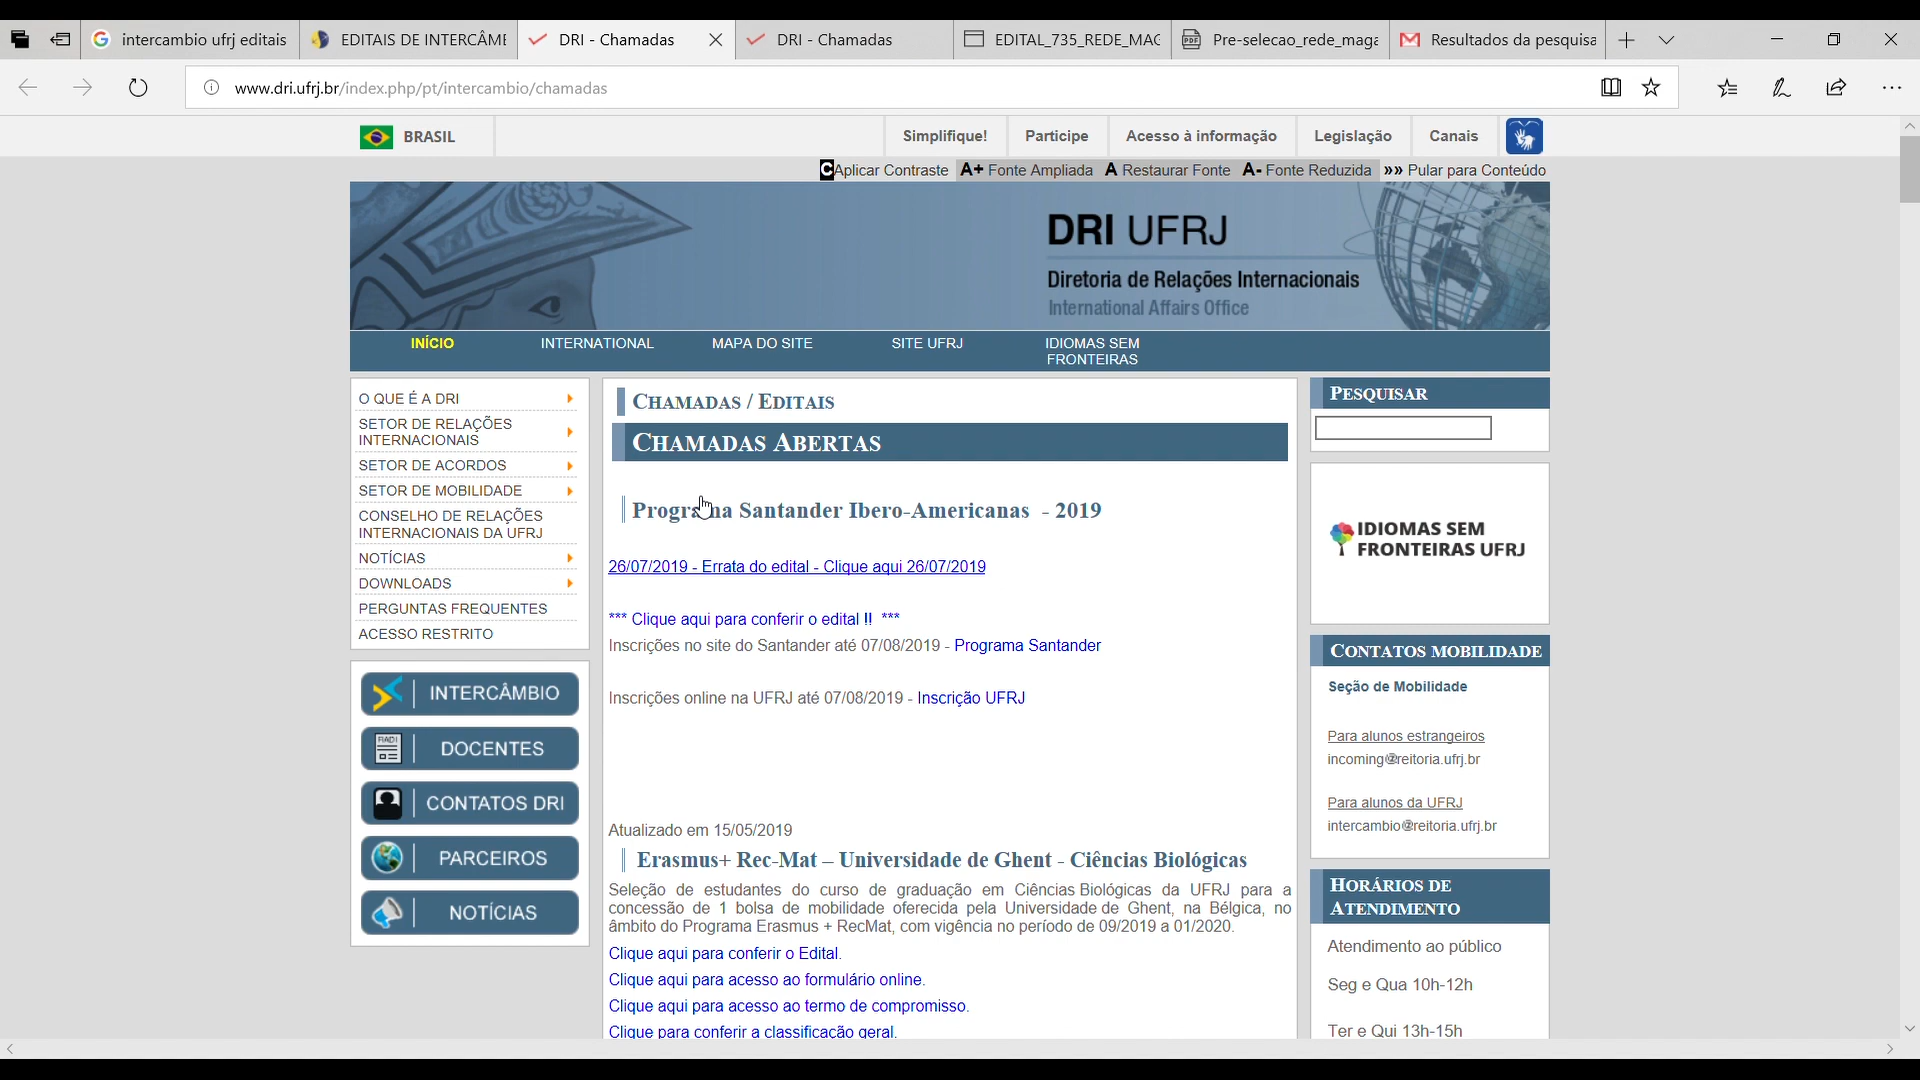 intercambio ufrj editais
EDITAIS DE INTERCÂME
DRI - Chamadas
DRI - Chamadas
EDITAL_735_REDE_MAG
Pre-selecao_rede_maga
Resultados da pesquisa
www.dri.ufrj.br/index.php/pt/intercambio/chamadas
BRASIL
Simplifique!
Participe
Acesso à informação
Legislação
Canais
C Aplicar Contraste A+ Fonte Ampliada A Restaurar Fonte A- Fonte Reduzida »» Pular para Conteúdo
DRI UFRJ
Diretoria de Relações Internacionais
International Affairs Office
INÍCIO
INTERNATIONAL
MAPA DO SITE
SITE UFRJ
IDIOMAS SEM
FRONTEIRAS
O QUE É A DRI
SETOR DE RELAÇÕES
INTERNACIONAIS
SETOR DE ACORDOS
SETOR DE MOBILIDADE
CONSELHO DE RELAÇÕES
INTERNACIONAIS DA UFRJ
NOTÍCIAS
DOWNLOADS
PERGUNTAS FREQUENTES
ACESSO RESTRITO
INTERCÂMBIO
DOCENTES
CONTATOS DRI
PARCEIROS
NOTÍCIAS
CHAMADAS / EDITAIS
CHAMADAS ABERTAS
Programa Santander Ibero-Americanas - 2019
26/07/2019 - Errata do edital - Clique aqui 26/07/2019
*** Clique aqui para conferir o edital !! ***
Inscrições no site do Santander até 07/08/2019 - Programa Santander
Inscrições online na UFRJ até 07/08/2019 - Inscrição UFRJ
Atualizado em 15/05/2019
Erasmus+ Rec-Mat – Universidade de Ghent - Ciências Biológicas
Seleção de estudantes do curso de graduação em Ciências Biológicas da UFRJ para a
concessão de 1 bolsa de mobilidade oferecida pela Universidade de Ghent, na Bélgica, no
âmbito do Programa Erasmus + RecMat, com vigência no período de 09/2019 a 01/2020.
Clique aqui para conferir o Edital.
Clique aqui para acesso ao formulário online.
Clique aqui para acesso ao termo de compromisso.
Clique para conferir a classificação geral.
PESQUISAR
IDIOMAS SEM
FRONTEIRAS UFRJ
CONTATOS MOBILIDADE
Seção de Mobilidade
Para alunos estrangeiros
incoming@reitoria.ufrj.br
Para alunos da UFRJ
intercambio@reitoria.ufrj.br
HORÁRIOS DE
ATENDIMENTO
Atendimento ao público
Seg e Qua 10h-12h
Ter e Qui 13h-15h